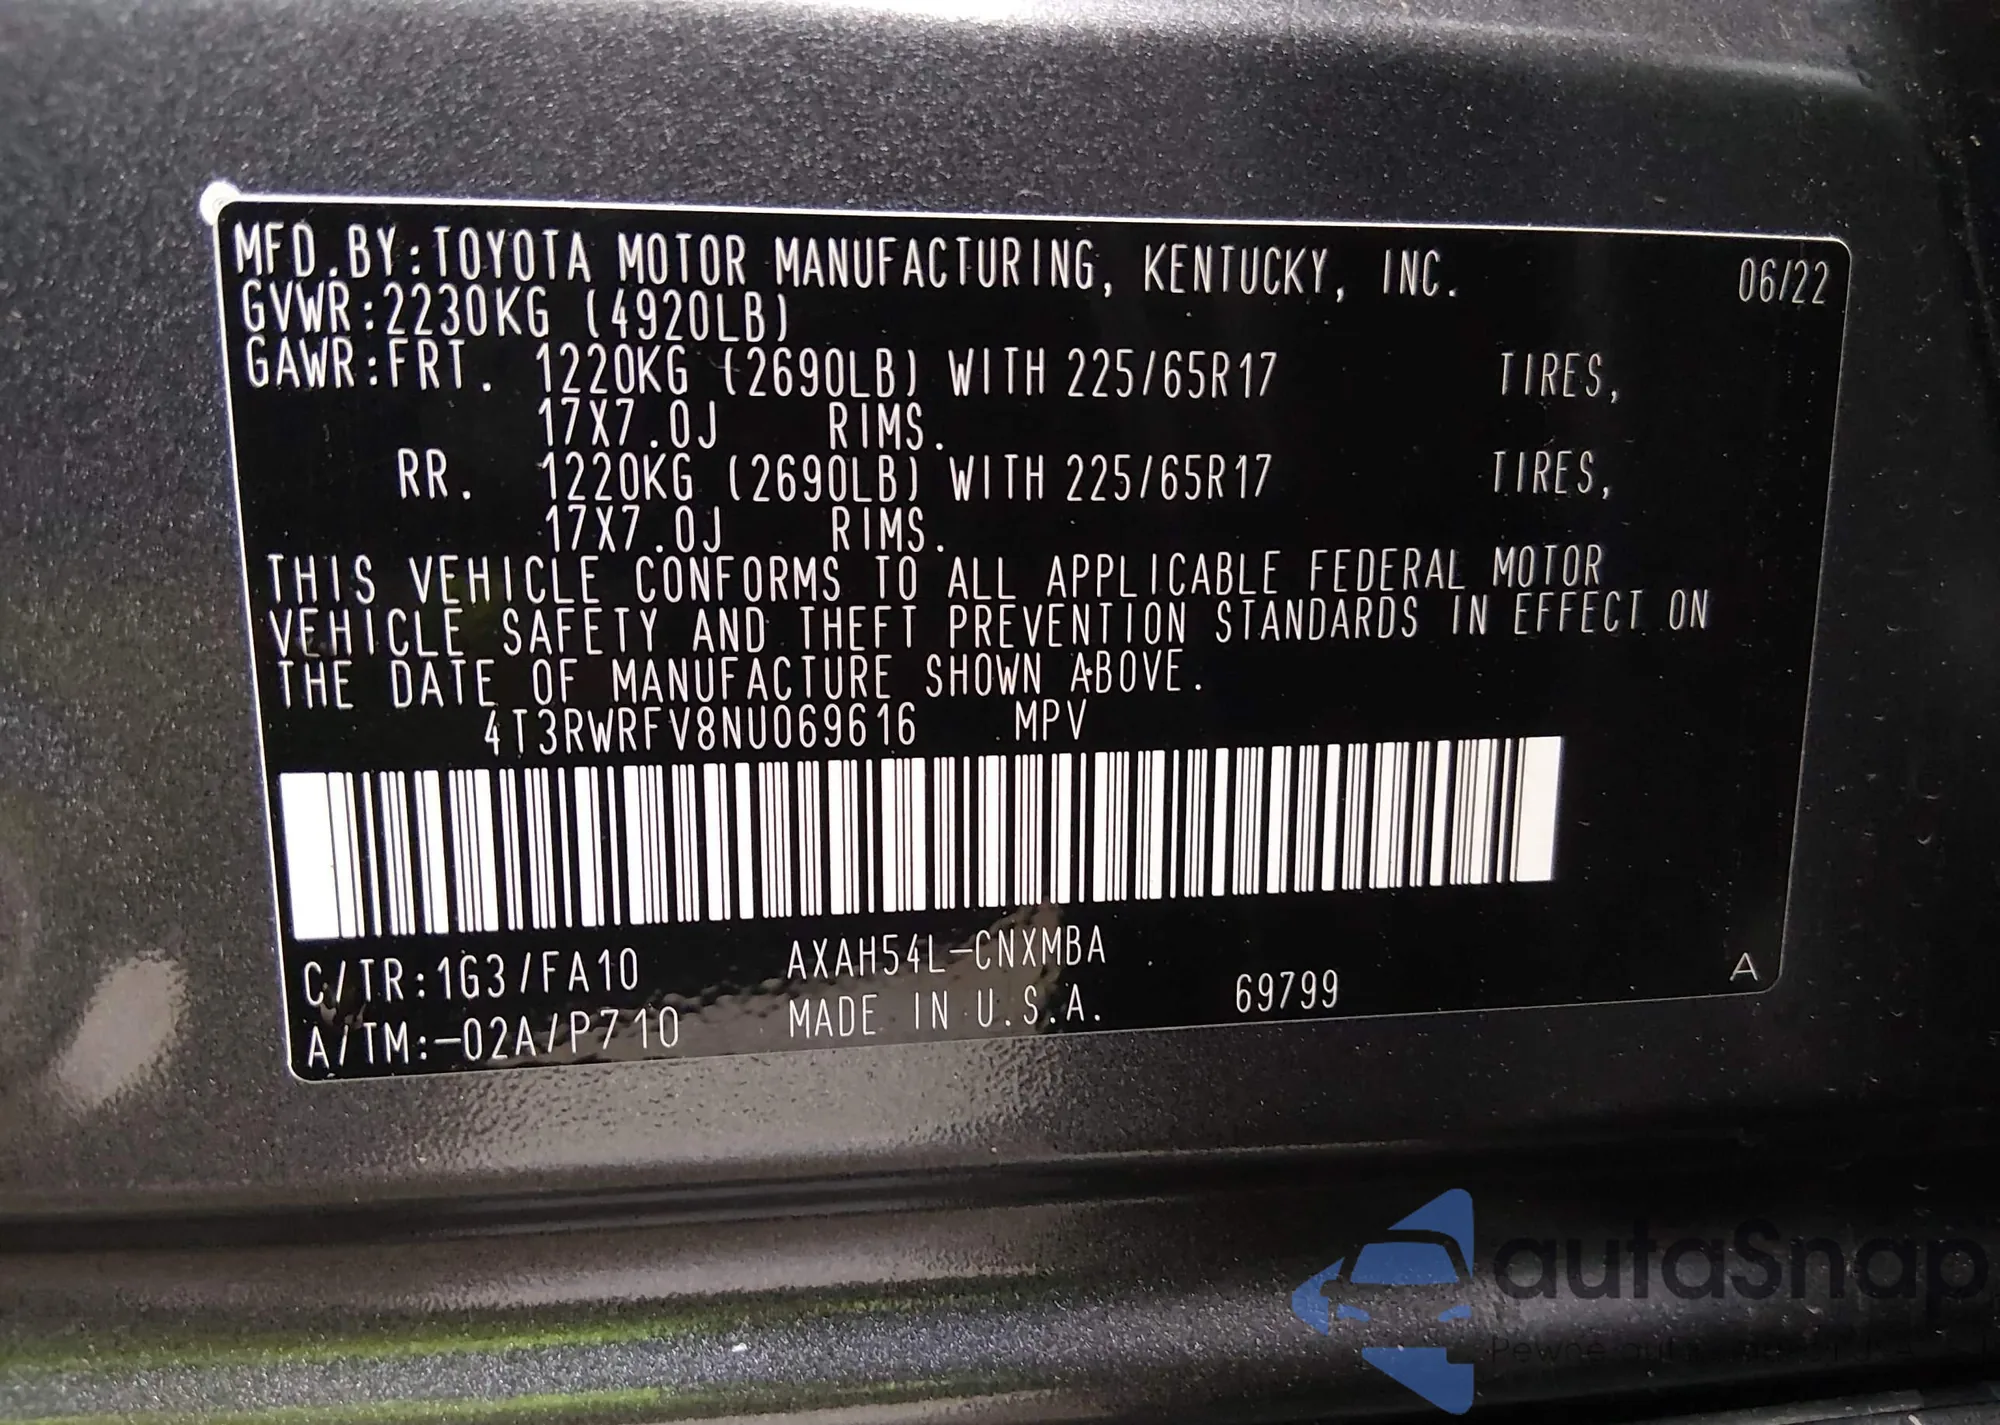 MFD.BY:TOYOTA MOTOR MANUFACTURING, KENTUCKY, INC. 06/22
GVWR:2230KG (4920LB)
GAWR:FRT. 1220KG (2690LB) WITH 225/65R17 TIRES,
17X7.0J RIMS.
RR. 1220KG (2690LB) WITH 225/65R17 TIRES,
17X7.0J RIMS.
THIS VEHICLE CONFORMS TO ALL APPLICABLE FEDERAL MOTOR
VEHICLE SAFETY AND THEFT PREVENTION STANDARDS IN EFFECT ON
THE DATE OF MANUFACTURE SHOWN ABOVE.
4T3RWRFV8NU069616 MPV
C/TR:1G3/FA10 AXAH54L-CNXMBA
A/TM:-02A/P710 MADE IN U.S.A. 69799 A
autaSnap
Pewne